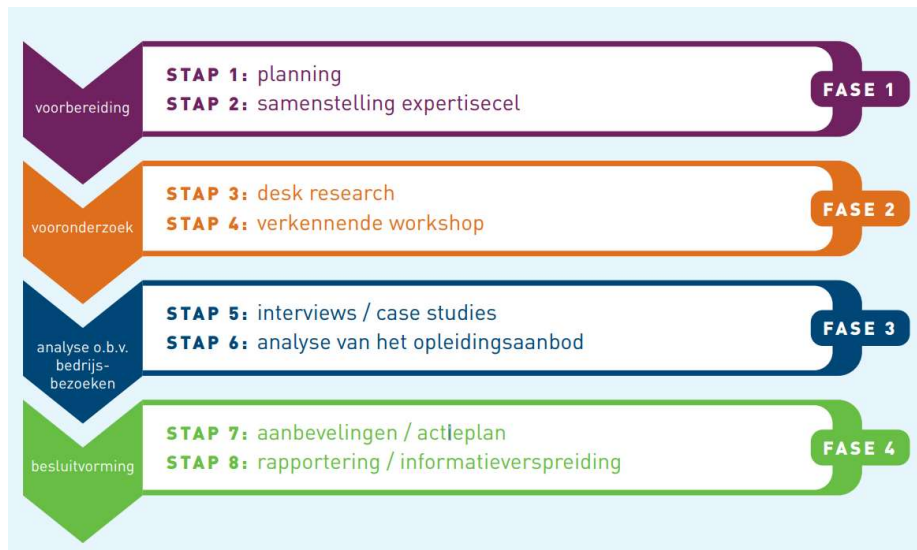 voorbereiding
STAP 1: planning
STAP 2: samenstelling expertisecel
FASE 1
vooronderzoek
STAP 3: desk research
STAP 4: verkennende workshop
FASE 2
analyse o.b.v.
bedrijs-
bezoeken
STAP 5: interviews / case studies
STAP 6: analyse van het opleidingsaanbod
FASE 3
besluitvorming
STAP 7: aanbevelingen / actieplan
STAP 8: rapportering / informatieverspreiding
FASE 4